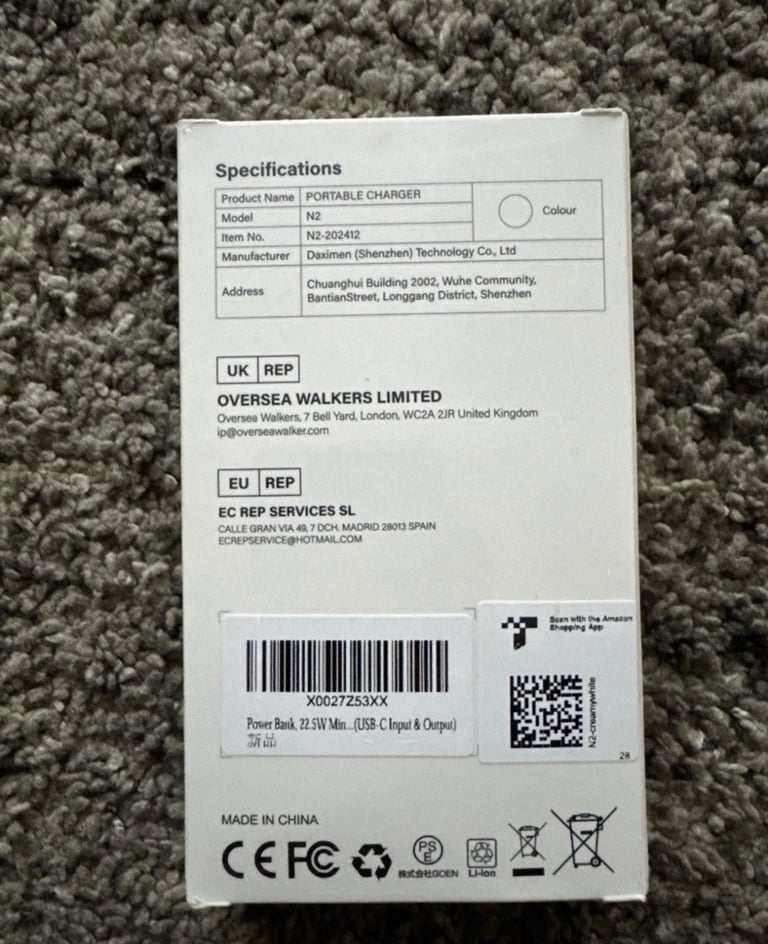 Specifications
Product Name PORTABLE CHARGER
Colour
Model N2
Item No. N2-202412
Manufacturer Daximen (Shenzhen) Technology Co., Ltd
Address Chuanghui Building 2002, Wuhe Community,
BantianStreet, Longgang District, Shenzhen
UK REP
OVERSEA WALKERS LIMITED
Oversea Walkers, 7 Bell Yard, London, WC2A 2JR United Kingdom
ip@overseawalker.com
EU REP
EC REP SERVICES SL
CALLE GRAN VIA 49, 7 DCH. MADRID 28013 SPAIN
ECREPSERVICE@HOTMAIL.COM
X0027Z53XX
Power Bank, 22.5W Min...(USB-C Input & Output)
新品
Scan with the Amazon
Shopping App
N2-creamywhite
28
MADE IN CHINA
CE FC
PS
E
株式会社GOEN
Li-ion